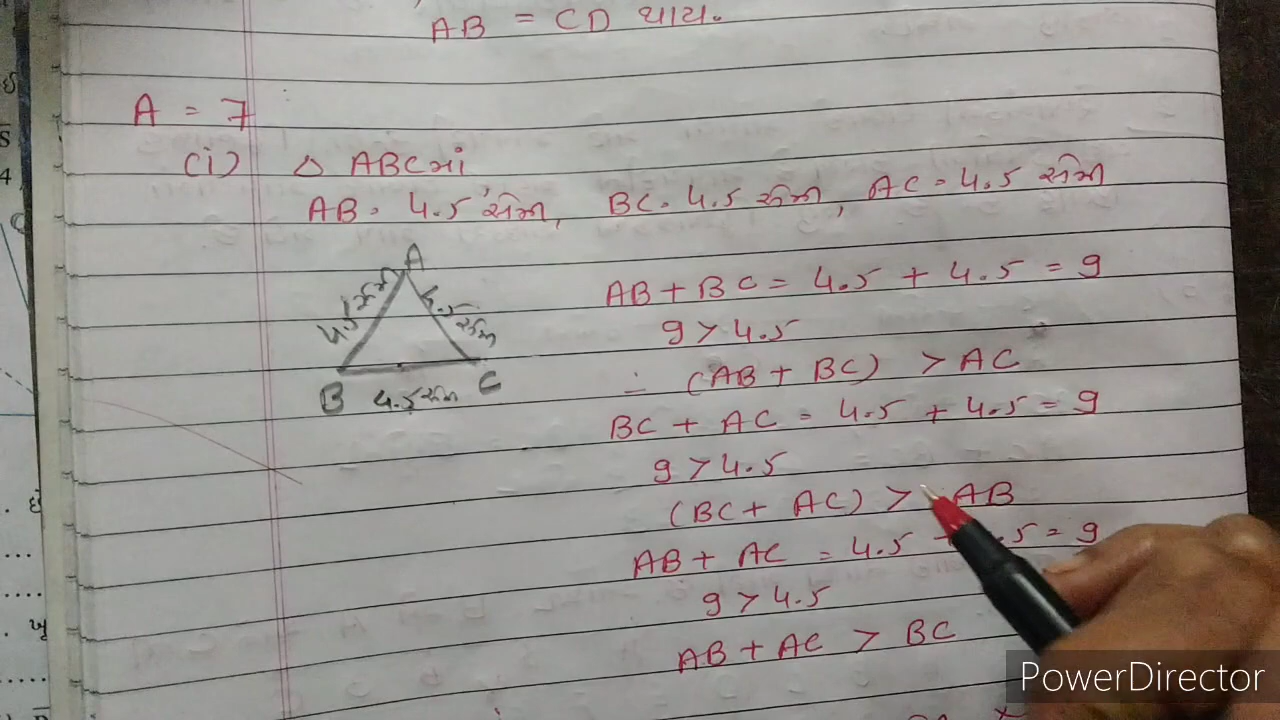 AB = CD થાય.
A = 7
(i) △ ABCમાં
AB = 4.5 સેમી, BC = 4.5 સેમી, AC = 4.5 સેમી
A
4.5 સેમી
4.5 સેમી
B 4.5 સેમી C
AB + BC = 4.5 + 4.5 = 9
9 > 4.5
∴ (AB + BC) > AC
BC + AC = 4.5 + 4.5 = 9
9 > 4.5
(BC + AC) > AB
AB + AC = 4.5 + .5 = 9
9 > 4.5
AB + AC > BC
PowerDirector